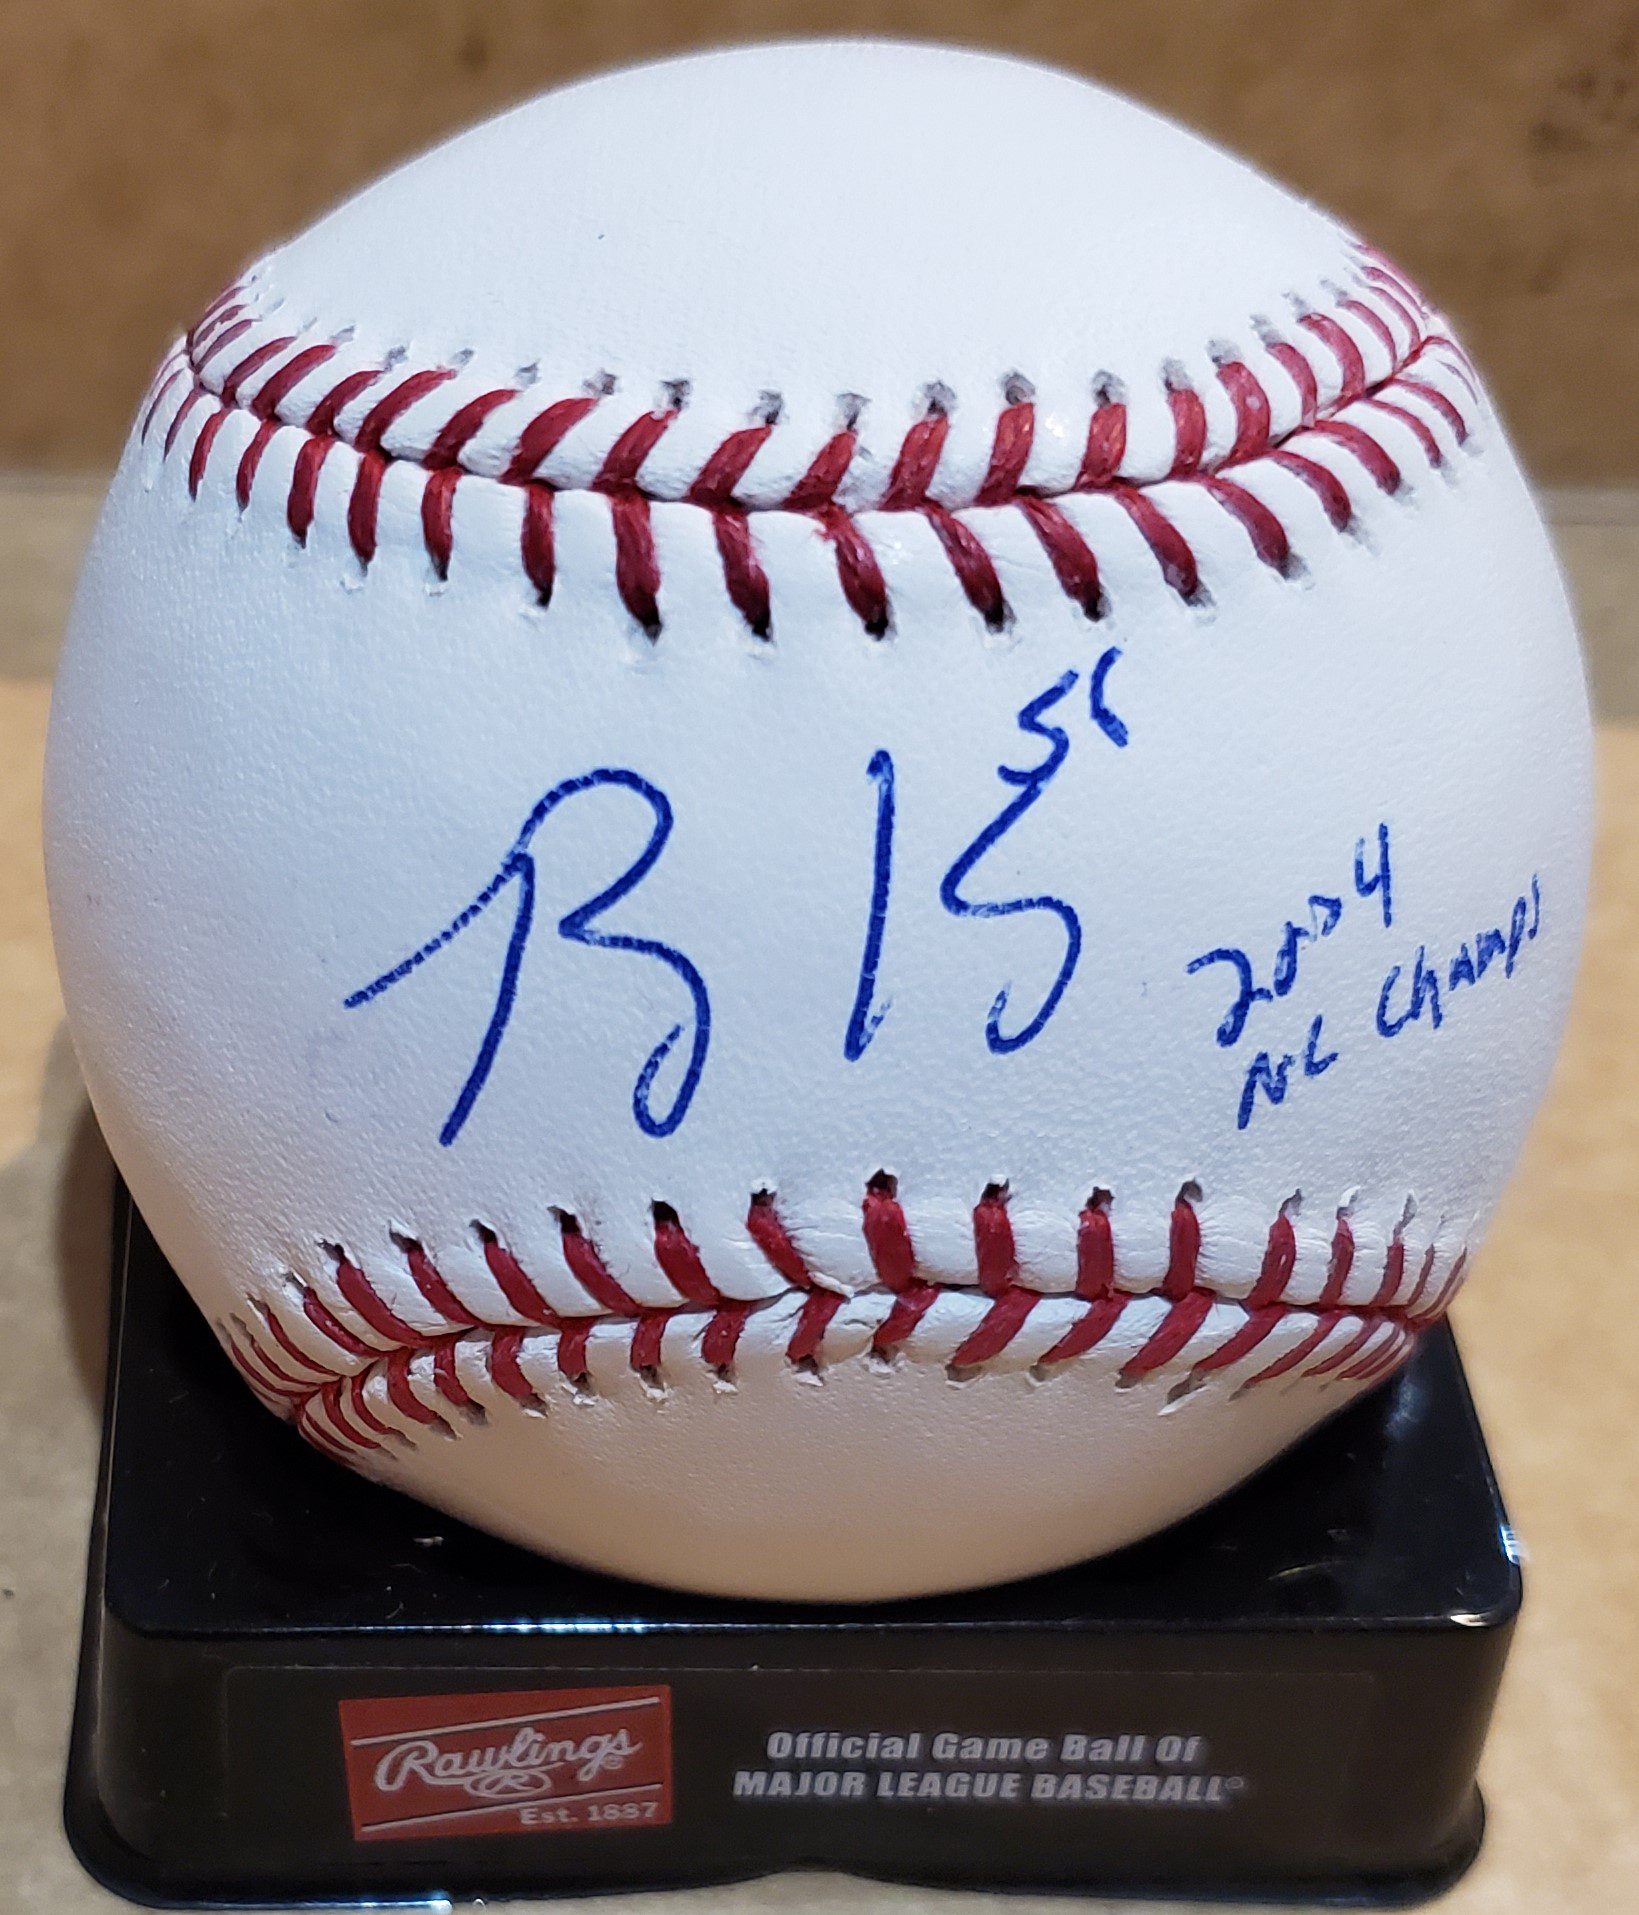 56
2004
NL Champs
Rawlings®
Est. 1887
Official Game Ball Of
MAJOR LEAGUE BASEBALL®